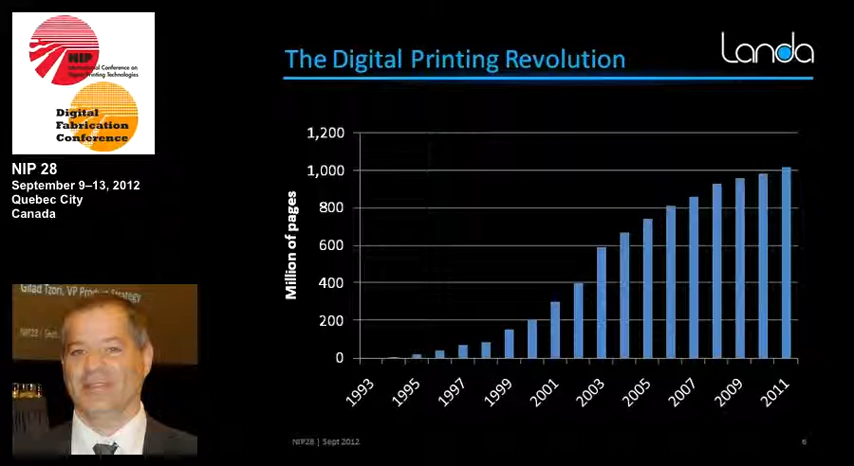 NIP
International Conference on
Digital Printing Technologies
Digital
Fabrication
Conference
NIP 28
September 9–13, 2012
Quebec City
Canada
Gilad Tzori, VP Product Strategy
The Digital Printing Revolution
Landa
Million of pages
1,200
1,000
800
600
400
200
0
1993
1995
1997
1999
2001
2003
2005
2007
2009
2011
NIP28 | Sept 2012
6